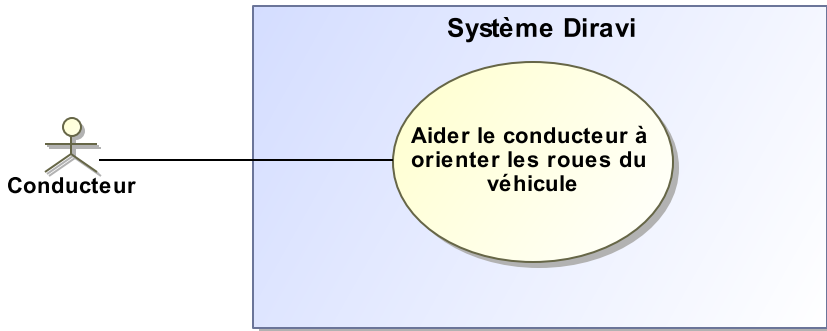 Système Diravi
Aider le conducteur à
orienter les roues du
véhicule
Conducteur